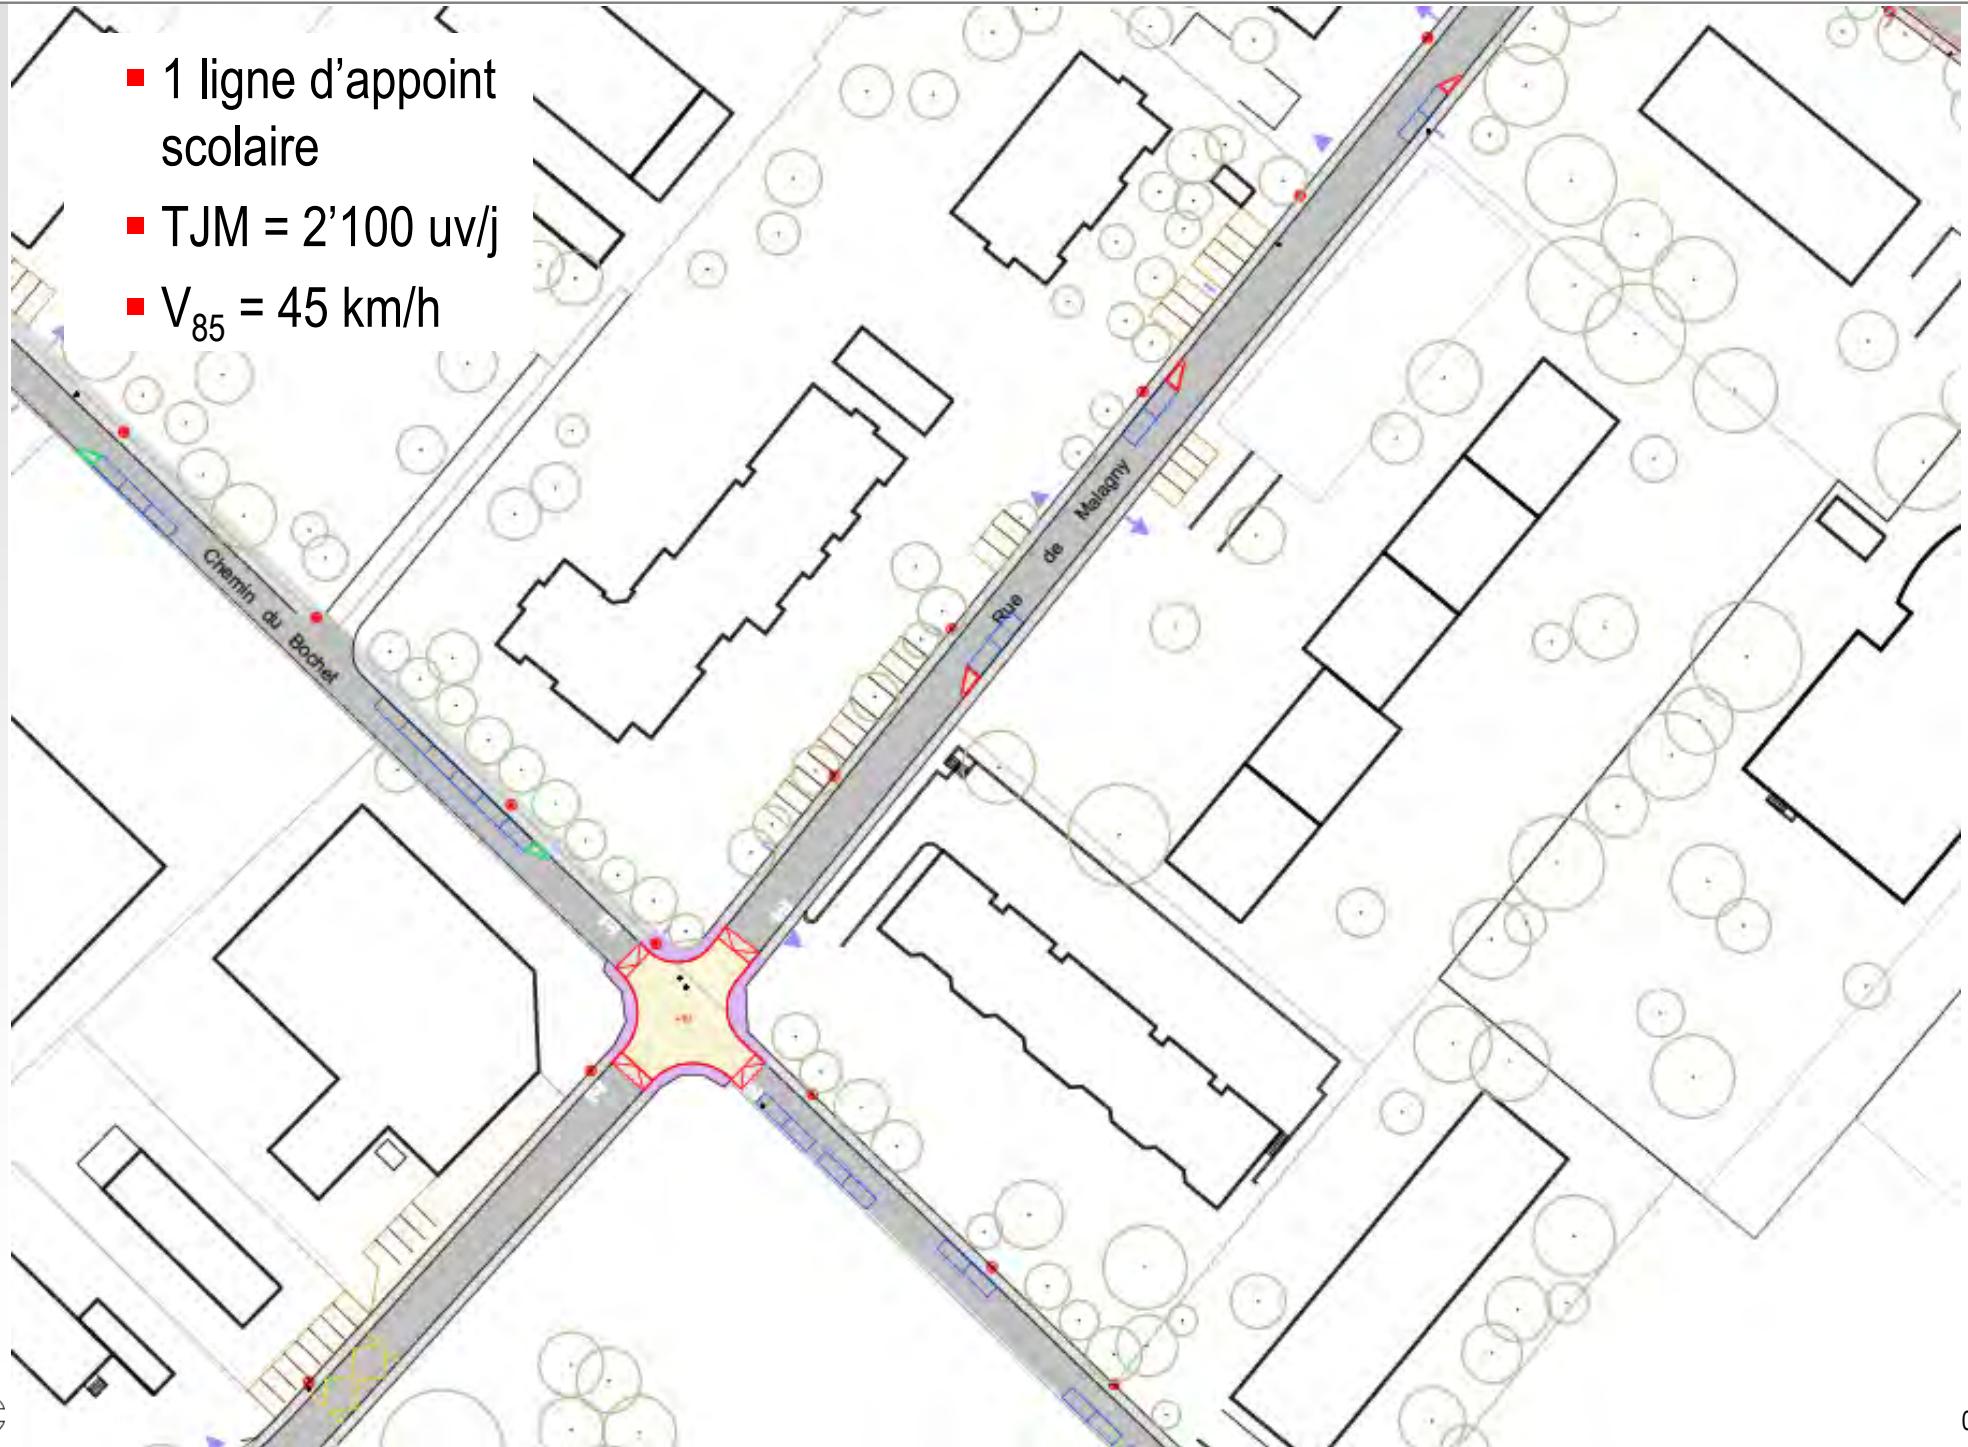 1 ligne d’appoint
scolaire
TJM = 2’100 uv/j
V85 = 45 km/h
Chemin du Bochet
Rue de Malagny